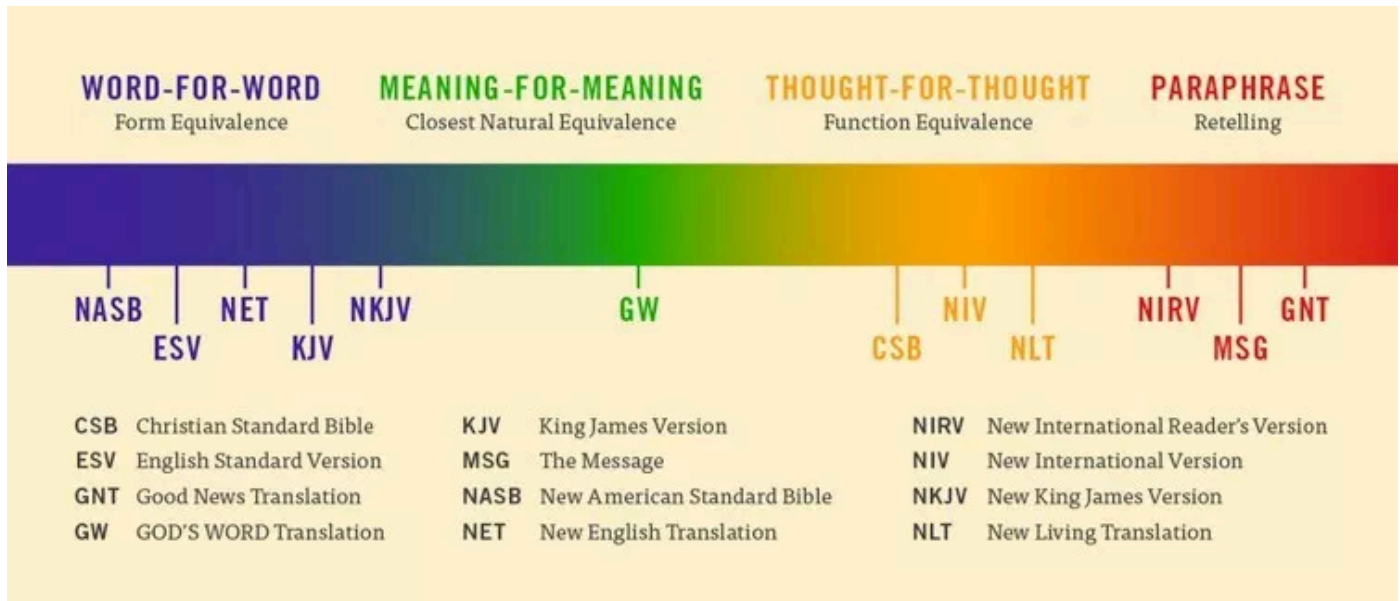 WORD-FOR-WORD MEANING-FOR-MEANING THOUGHT-FOR-THOUGHT PARAPHRASE
Form Equivalence Closest Natural Equivalence Function Equivalence Retelling
NASB NET NKJV GW NIV NIRV GNT
ESV KJV CSB NLT MSG
CSB Christian Standard Bible KJV King James Version NIRV New International Reader's Version
ESV English Standard Version MSG The Message NIV New International Version
GNT Good News Translation NASB New American Standard Bible NKJV New King James Version
GW GOD'S WORD Translation NET New English Translation NLT New Living Translation